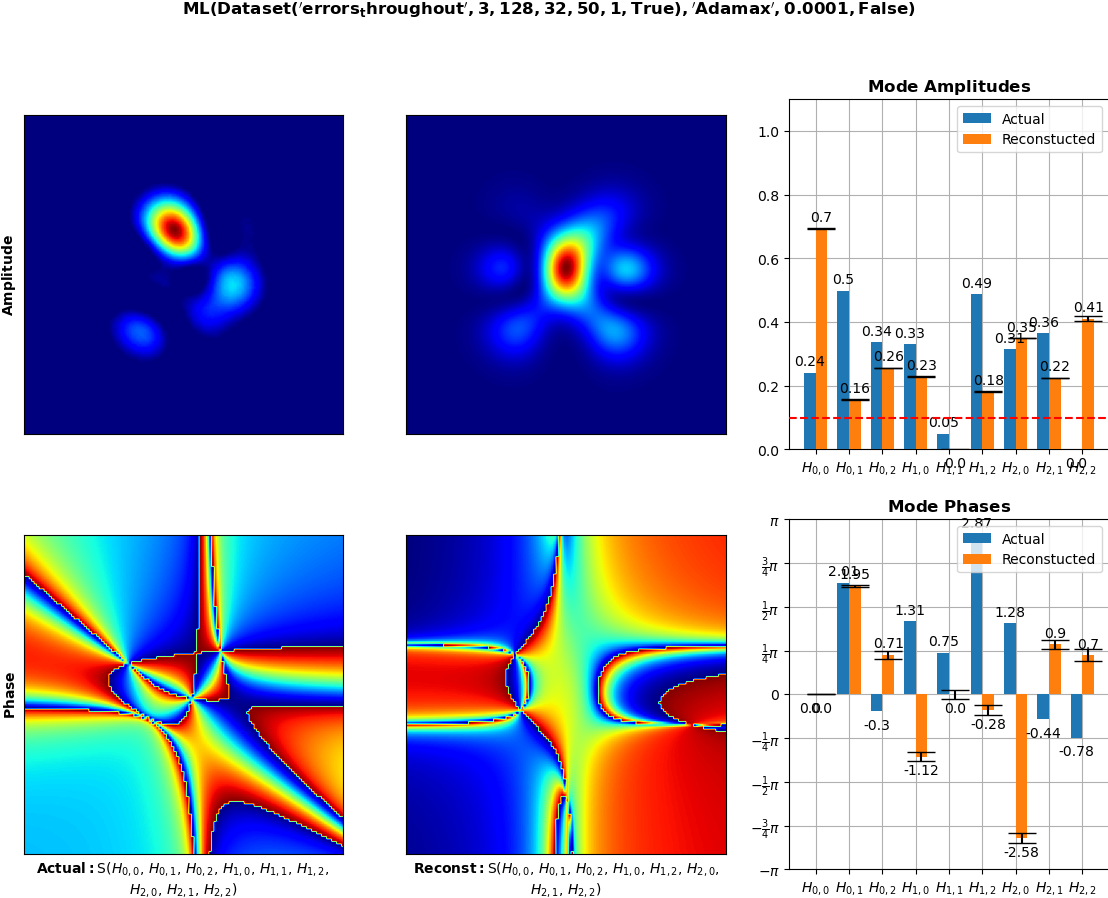 ML(Dataset('errors_throughout', 3, 128, 32, 50, 1, True), 'Adamax', 0.0001, False)
Amplitude
Mode Amplitudes
Actual
Reconstucted
1.0
0.8
0.6
0.4
0.2
0.0
0.24
0.7
0.5
0.16
0.34
0.26
0.33
0.23
0.05
0.0
0.49
0.18
0.31
0.35
0.36
0.22
0.0
0.41
H0,0 H0,1 H0,2 H1,0 H1,1 H1,2 H2,0 H2,1 H2,2
Phase
Mode Phases
Actual
Reconstucted
π
3/4π
1/2π
1/4π
0
−1/4π
−1/2π
−3/4π
−π
0.0
0.0
2.01
1.95
-0.3
0.71
1.31
-1.12
0.75
0.0
2.87
-0.28
1.28
-2.58
-0.44
0.9
-0.78
0.7
H0,0 H0,1 H0,2 H1,0 H1,1 H1,2 H2,0 H2,1 H2,2
Actual: S(H0,0, H0,1, H0,2, H1,0, H1,1, H1,2,
H2,0, H2,1, H2,2)
Reconst: S(H0,0, H0,1, H0,2, H1,0, H1,2, H2,0,
H2,1, H2,2)